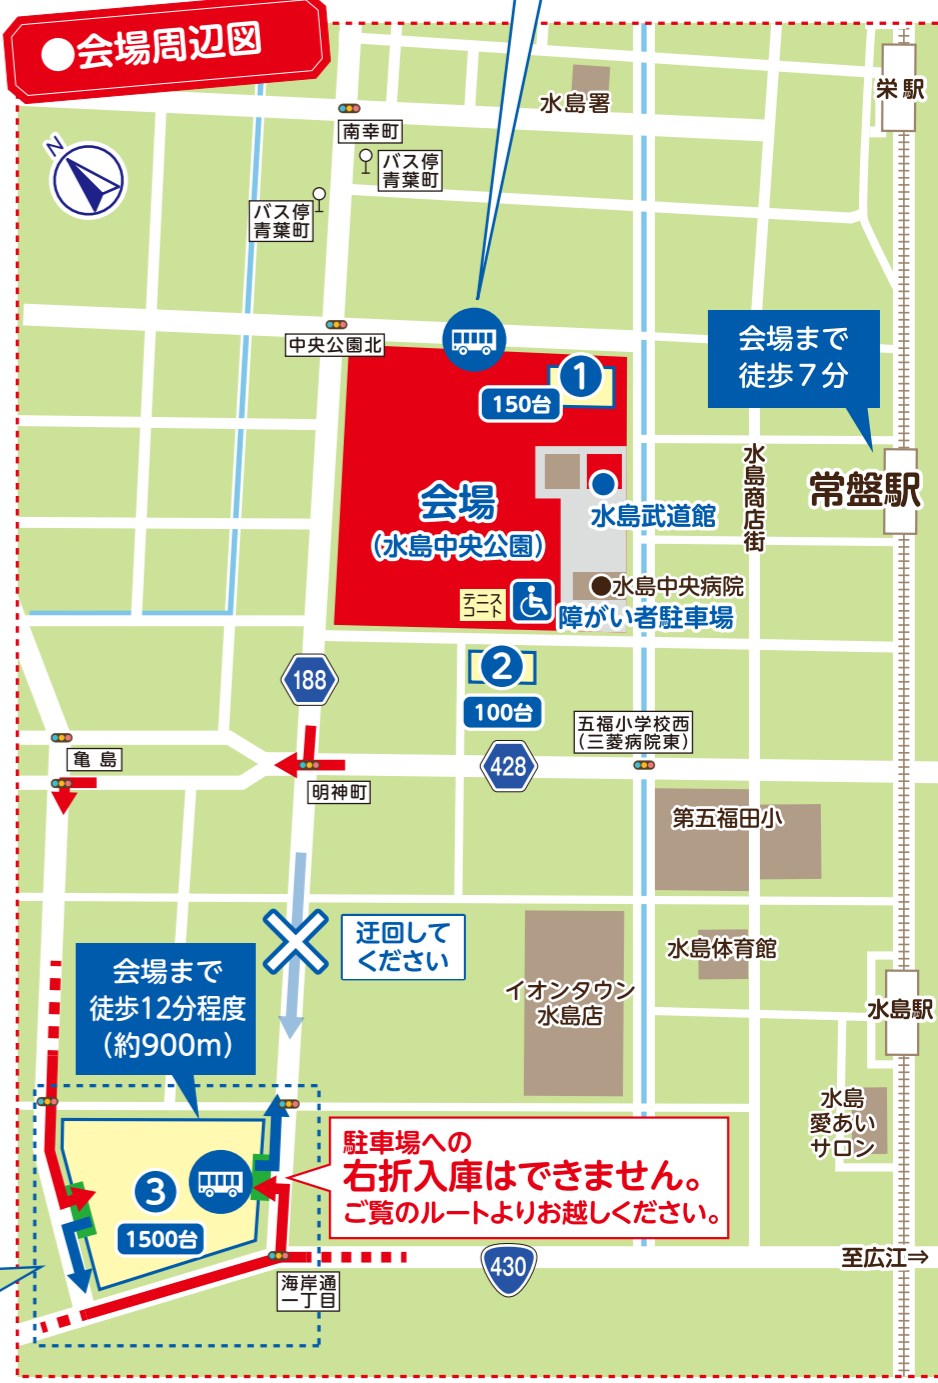 ●会場周辺図
水島署
栄駅
南幸町
N
バス停
青葉町
バス停
青葉町
中央公園北
会場まで
徒歩7分
1
150台
水島商店街
常盤駅
会場
(水島中央公園)
水島武道館
水島中央病院
テニス
コート
障がい者駐車場
188
2
100台
五福小学校西
(三菱病院東)
亀島
428
明神町
第五福田小
迂回して
ください
水島体育館
会場まで
徒歩12分程度
(約900m)
イオンタウン
水島店
水島駅
水島
愛あい
サロン
駐車場への
右折入庫はできません。
ご覧のルートよりお越しください。
3
1500台
430
至広江⇒
海岸通
一丁目